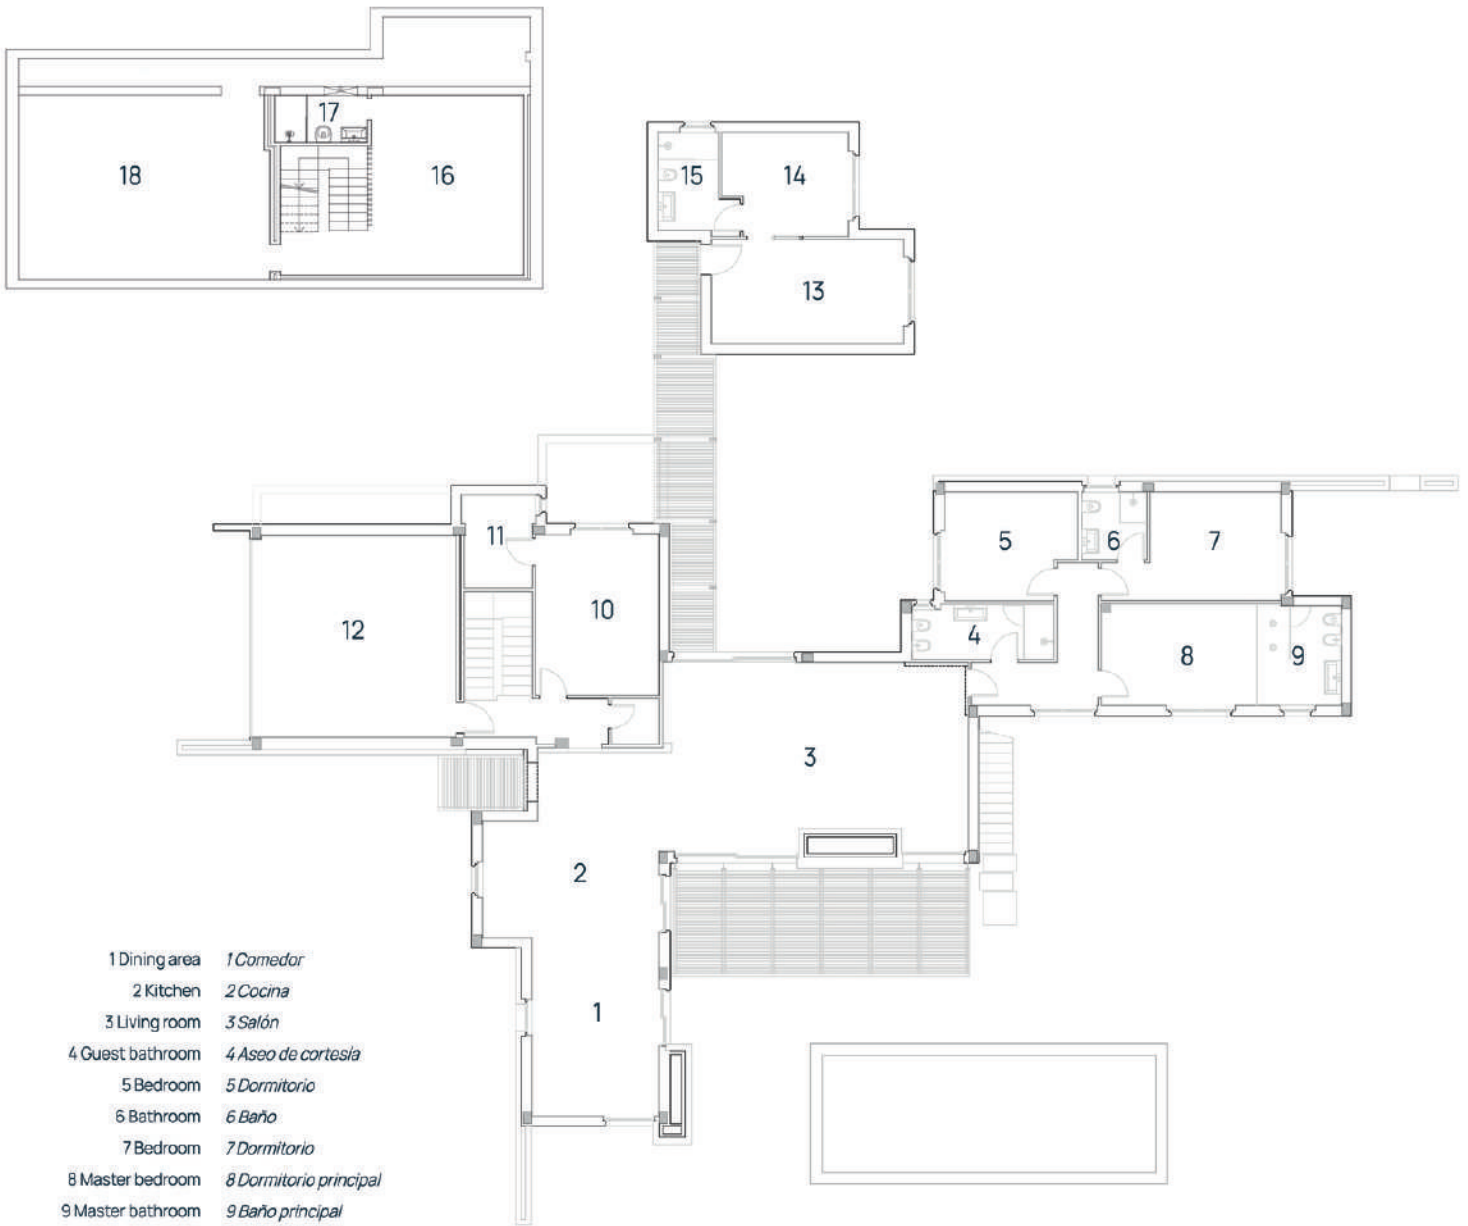 17
18
16
15
14
13
11
5
6
7
10
12
4
8
9
3
2
1
1 Dining area 1 Comedor
2 Kitchen 2 Cocina
3 Living room 3 Salón
4 Guest bathroom 4 Aseo de cortesía
5 Bedroom 5 Dormitorio
6 Bathroom 6 Baño
7 Bedroom 7 Dormitorio
8 Master bedroom 8 Dormitorio principal
9 Master bathroom 9 Baño principal